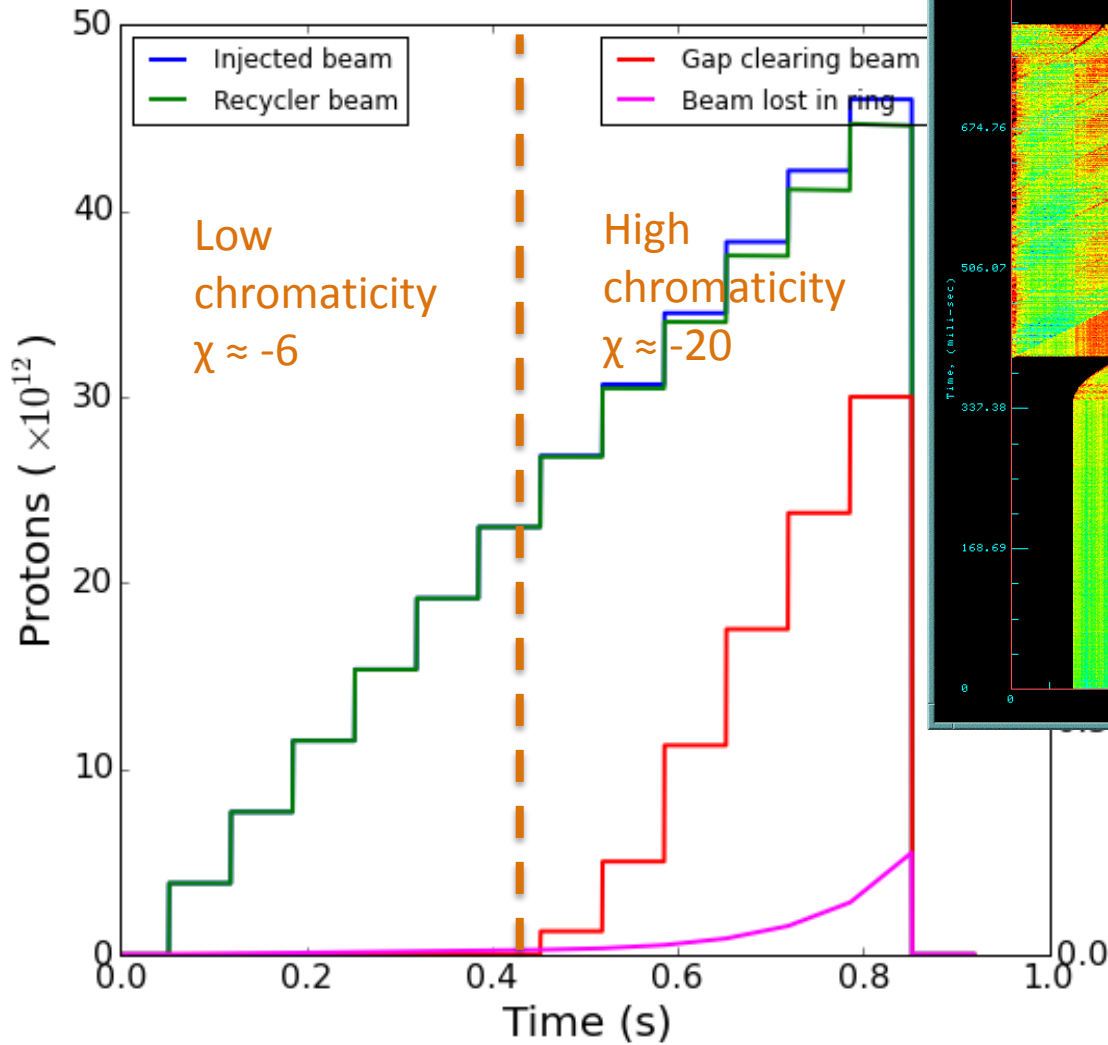 50
40
30
20
10
0
Protons ( ×10^12)
Injected beam
Recycler beam
Gap clearing beam
Beam lost in ring
Low
chromaticity
χ ≈ -6
High
chromaticity
χ ≈ -20
0.0
0.2
0.4
0.6
0.8
1.0
Time (s)
0.0
674.76
506.07
337.38
168.69
0
Time, (mili-sec)
0